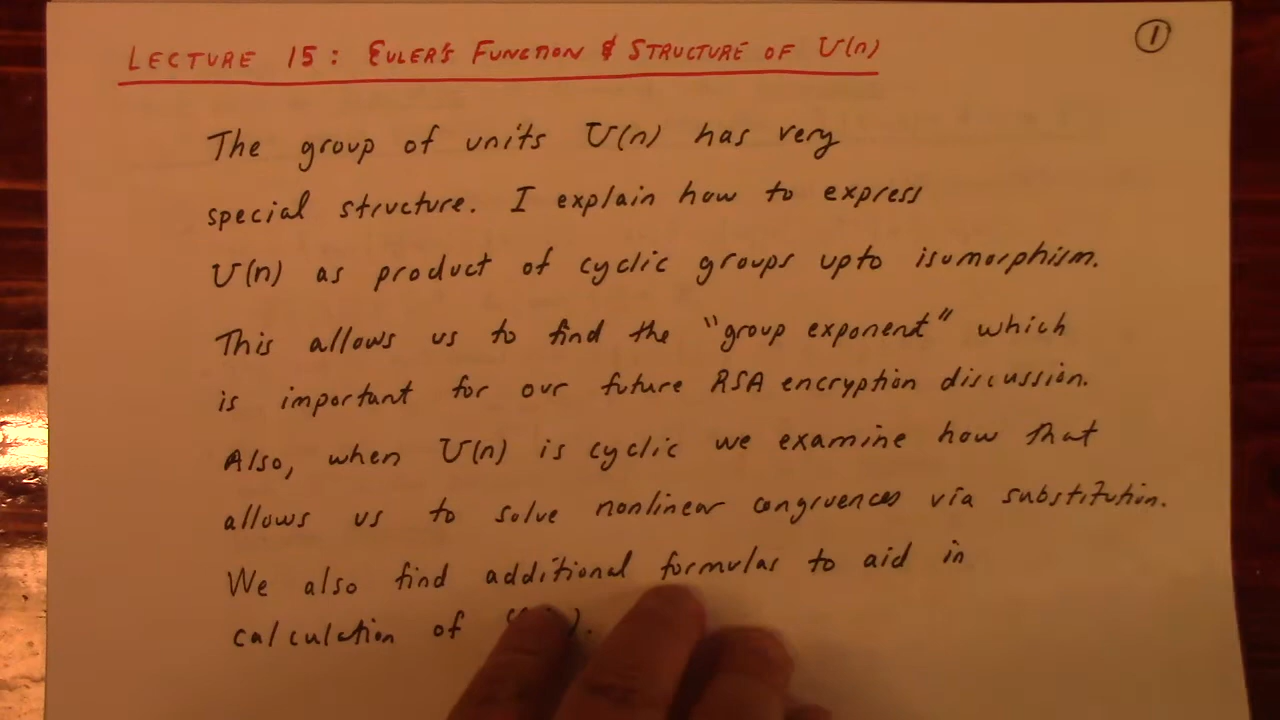 LECTURE 15: EULER'S FUNCTION & STRUCTURE OF U(n)
①
The group of units U(n) has very
special structure. I explain how to express
U(n) as product of cyclic groups upto isomorphism.
This allows us to find the "group exponent" which
is important for our future RSA encryption discussion.
Also, when U(n) is cyclic we examine how that
allows us to solve nonlinear congruences via substitution.
We also find additional formulas to aid in
calculation of